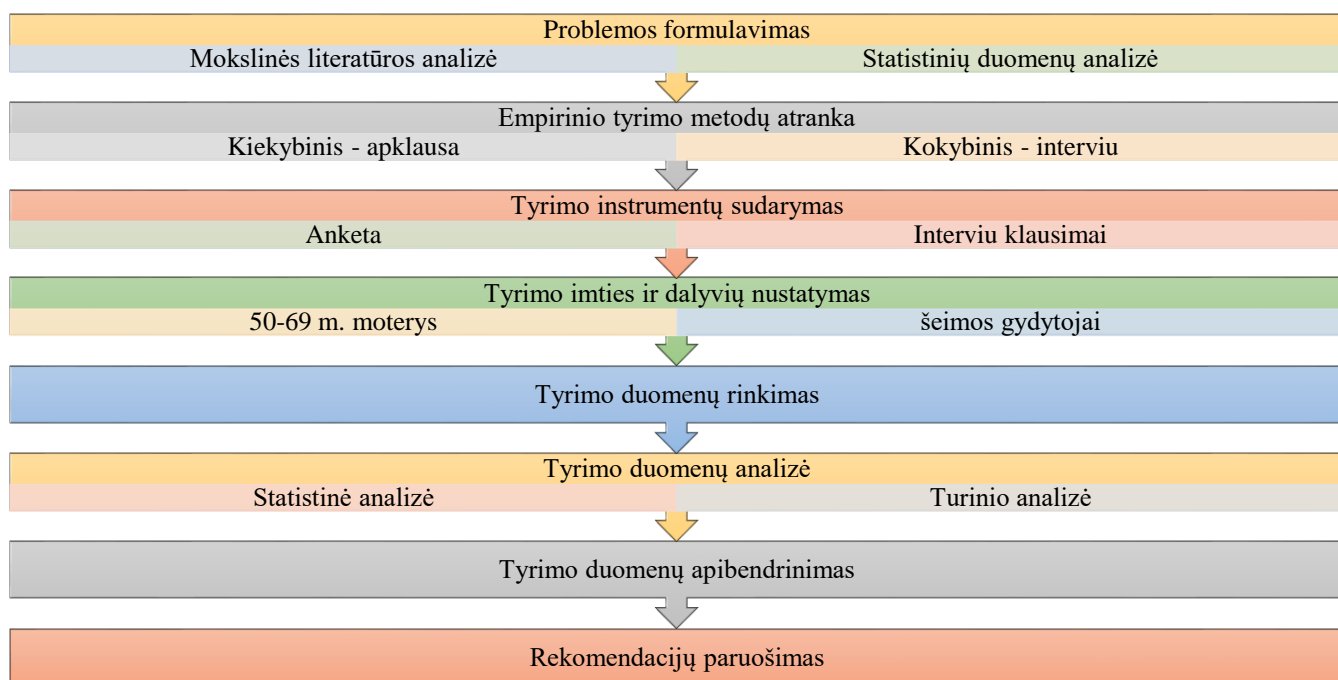 Problemos formulavimas
Mokslinės literatūros analizė
Statistinių duomenų analizė
Empirinio tyrimo metodų atranka
Kiekybinis - apklausa
Kokybinis - interviu
Tyrimo instrumentų sudarymas
Anketa
Interviu klausimai
Tyrimo imties ir dalyvių nustatymas
50-69 m. moterys
šeimos gydytojai
Tyrimo duomenų rinkimas
Tyrimo duomenų analizė
Statistinė analizė
Turinio analizė
Tyrimo duomenų apibendrinimas
Rekomendacijų paruošimas